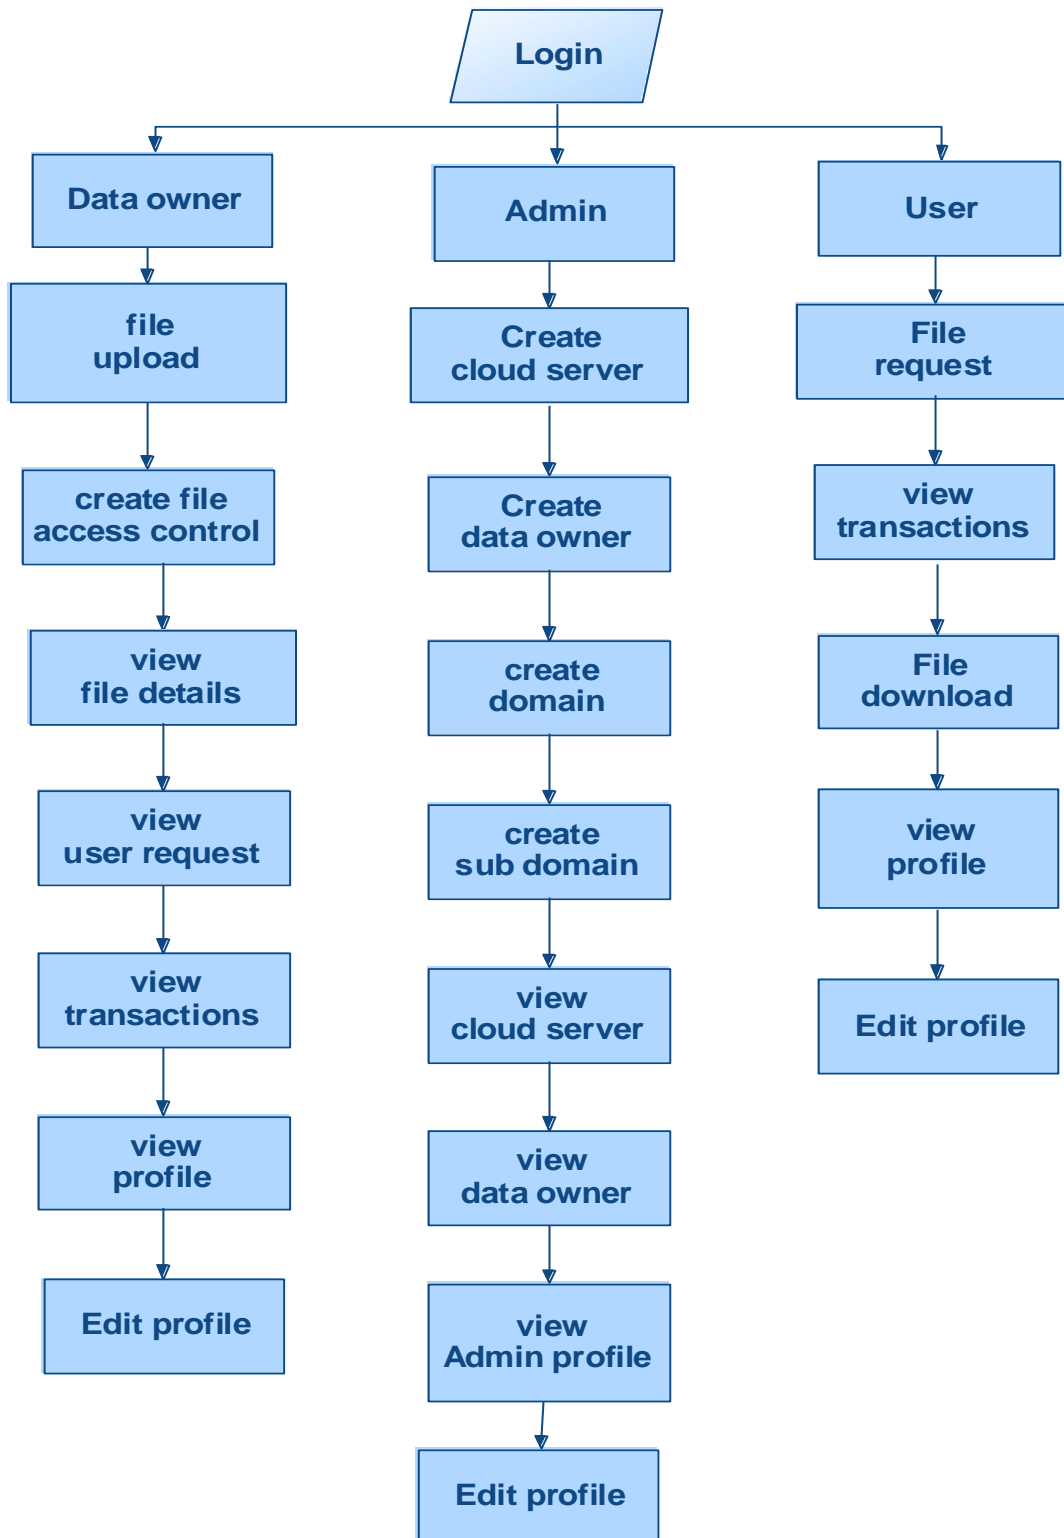 Login
Data owner
file
upload
create file
access control
view
file details
view
user request
view
transactions
view
profile
Edit profile
Admin
Create
cloud server
Create
data owner
create
domain
create
sub domain
view
cloud server
view
data owner
view
Admin profile
Edit profile
User
File
request
view
transactions
File
download
view
profile
Edit profile